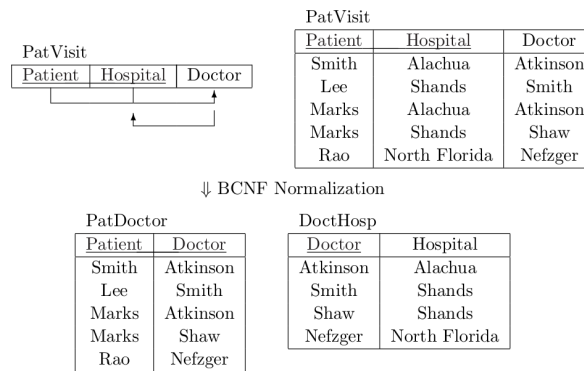 PatVisit
Patient Hospital Doctor
PatVisit
Patient Hospital Doctor
Smith Alachua Atkinson
Lee Shands Smith
Marks Alachua Atkinson
Marks Shands Shaw
Rao North Florida Nefzger
⇓ BCNF Normalization
PatDoctor
Patient Doctor
Smith Atkinson
Lee Smith
Marks Atkinson
Marks Shaw
Rao Nefzger
DoctHosp
Doctor Hospital
Atkinson Alachua
Smith Shands
Shaw Shands
Nefzger North Florida